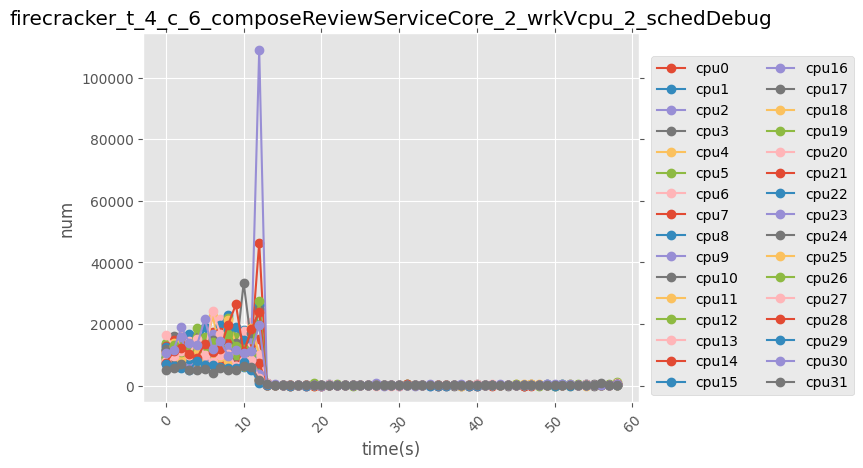 firecracker_t_4_c_6_composeReviewServiceCore_2_wrkVcpu_2_schedDebug
100000
80000
60000
40000
20000
0
num
0
10
20
30
40
50
60
time(s)
cpu0
cpu1
cpu2
cpu3
cpu4
cpu5
cpu6
cpu7
cpu8
cpu9
cpu10
cpu11
cpu12
cpu13
cpu14
cpu15
cpu16
cpu17
cpu18
cpu19
cpu20
cpu21
cpu22
cpu23
cpu24
cpu25
cpu26
cpu27
cpu28
cpu29
cpu30
cpu31